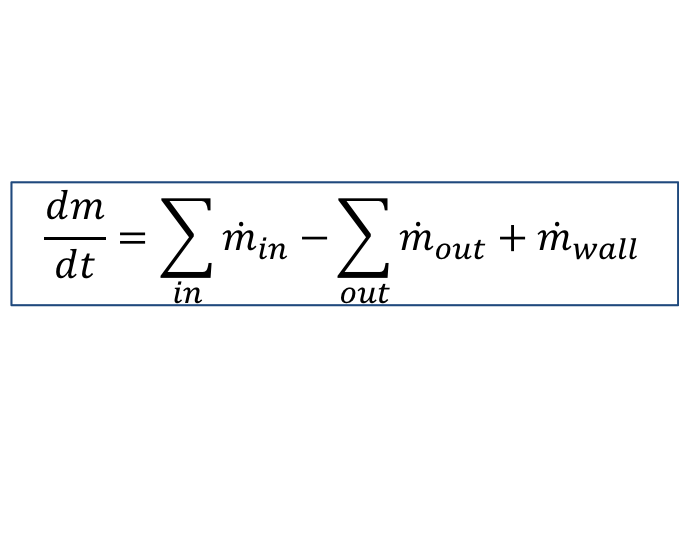 dm/dt = ∑_in ṁ_in − ∑_out ṁ_out + ṁ_wall